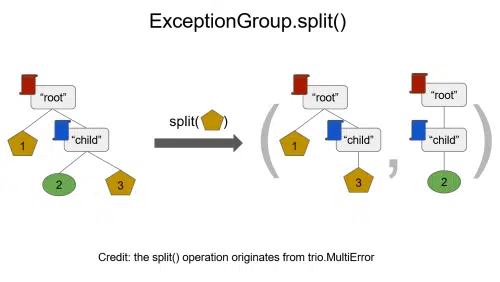 ExceptionGroup.split()
"root"
1
"child"
2
3
split( )
(
"root"
1
"child"
3
,
"root"
"child"
2
)
Credit: the split() operation originates from trio.MultiError